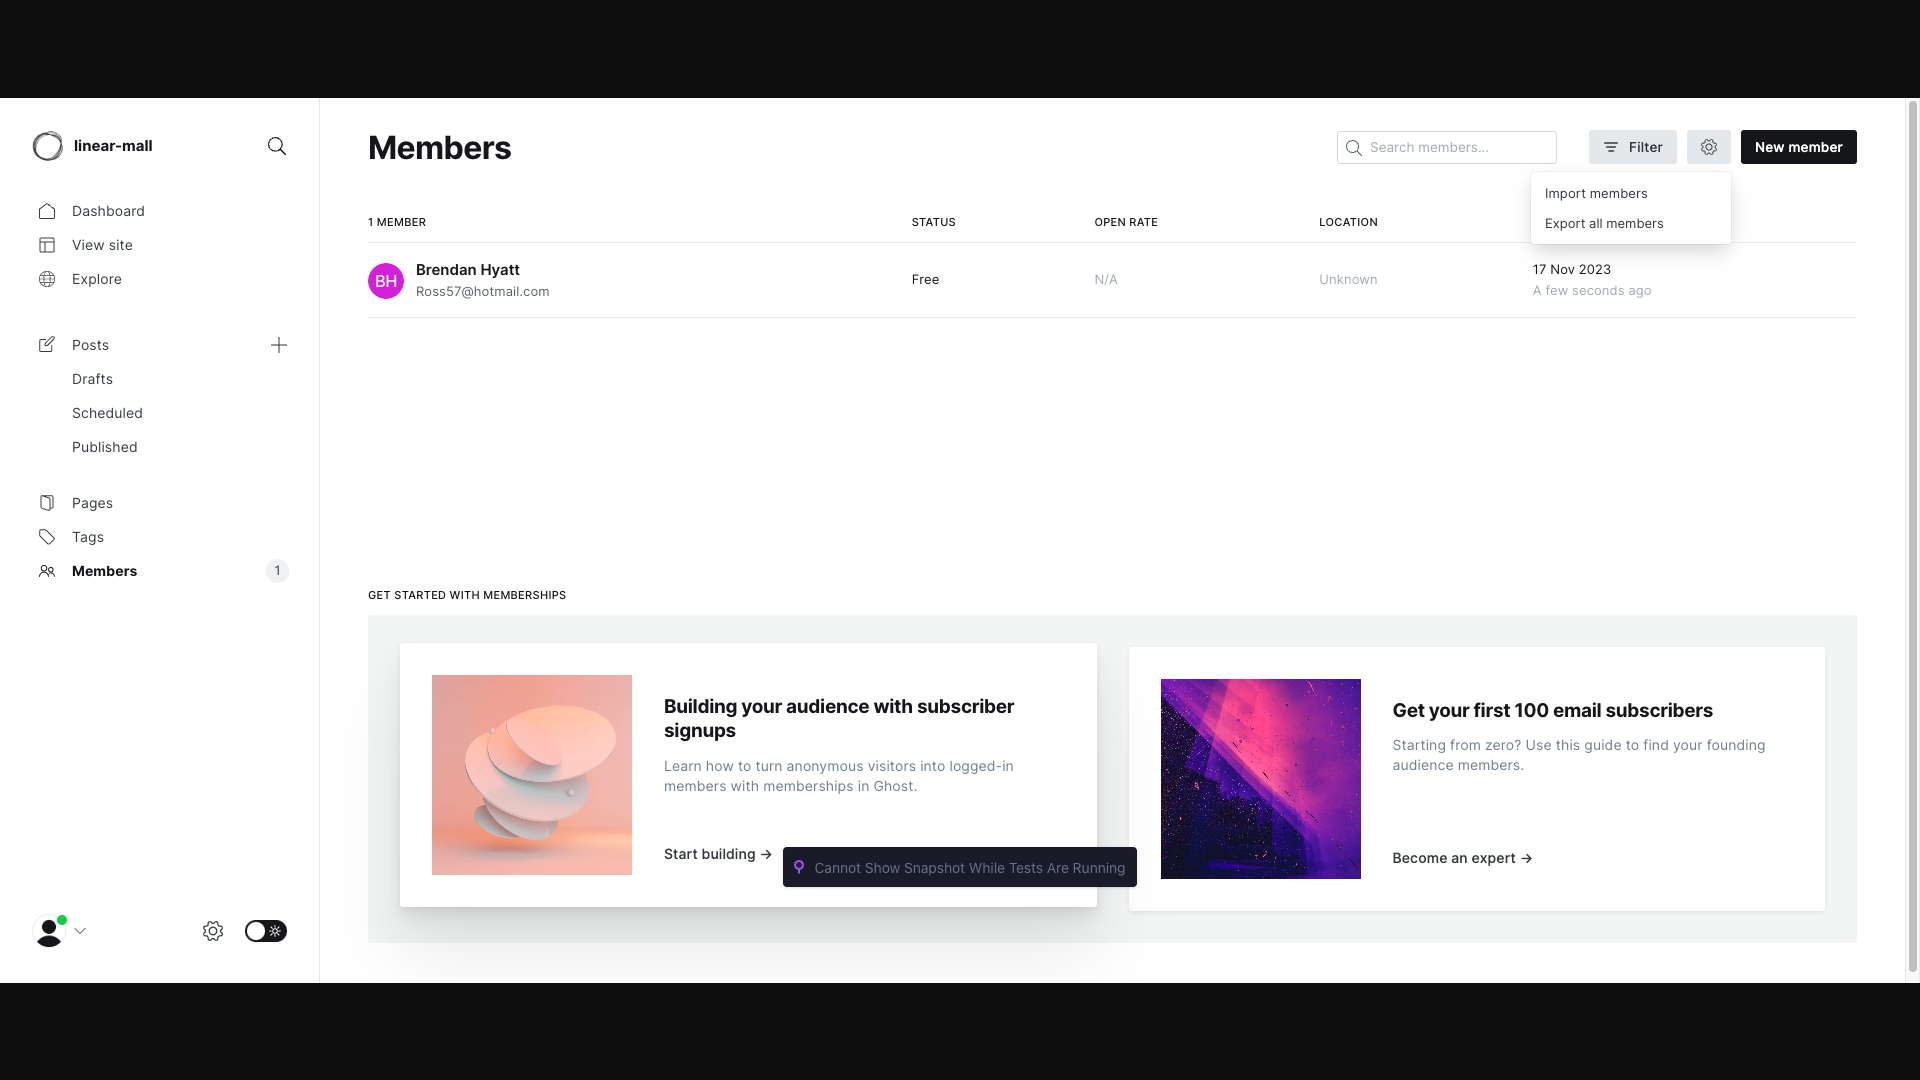 linear-mall
Dashboard
View site
Explore
Posts
Drafts
Scheduled
Published
Pages
Tags
Members
1
Members
Search members...
Filter
New member
Import members
Export all members
1 MEMBER
STATUS
OPEN RATE
LOCATION
BH
Brendan Hyatt
Ross57@hotmail.com
Free
N/A
Unknown
17 Nov 2023
A few seconds ago
GET STARTED WITH MEMBERSHIPS
Building your audience with subscriber
signups
Learn how to turn anonymous visitors into logged-in
members with memberships in Ghost.
Start building →
Get your first 100 email subscribers
Starting from zero? Use this guide to find your founding
audience members.
Become an expert →
Cannot Show Snapshot While Tests Are Running